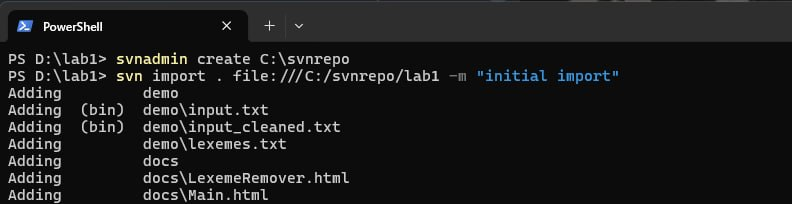 PowerShell
PS D:\lab1> svnadmin create C:\svnrepo
PS D:\lab1> svn import . file:///C:/svnrepo/lab1 -m "initial import"
Adding         demo
Adding  (bin)  demo\input.txt
Adding  (bin)  demo\input_cleaned.txt
Adding         demo\lexemes.txt
Adding         docs
Adding         docs\LexemeRemover.html
Adding         docs\Main.html